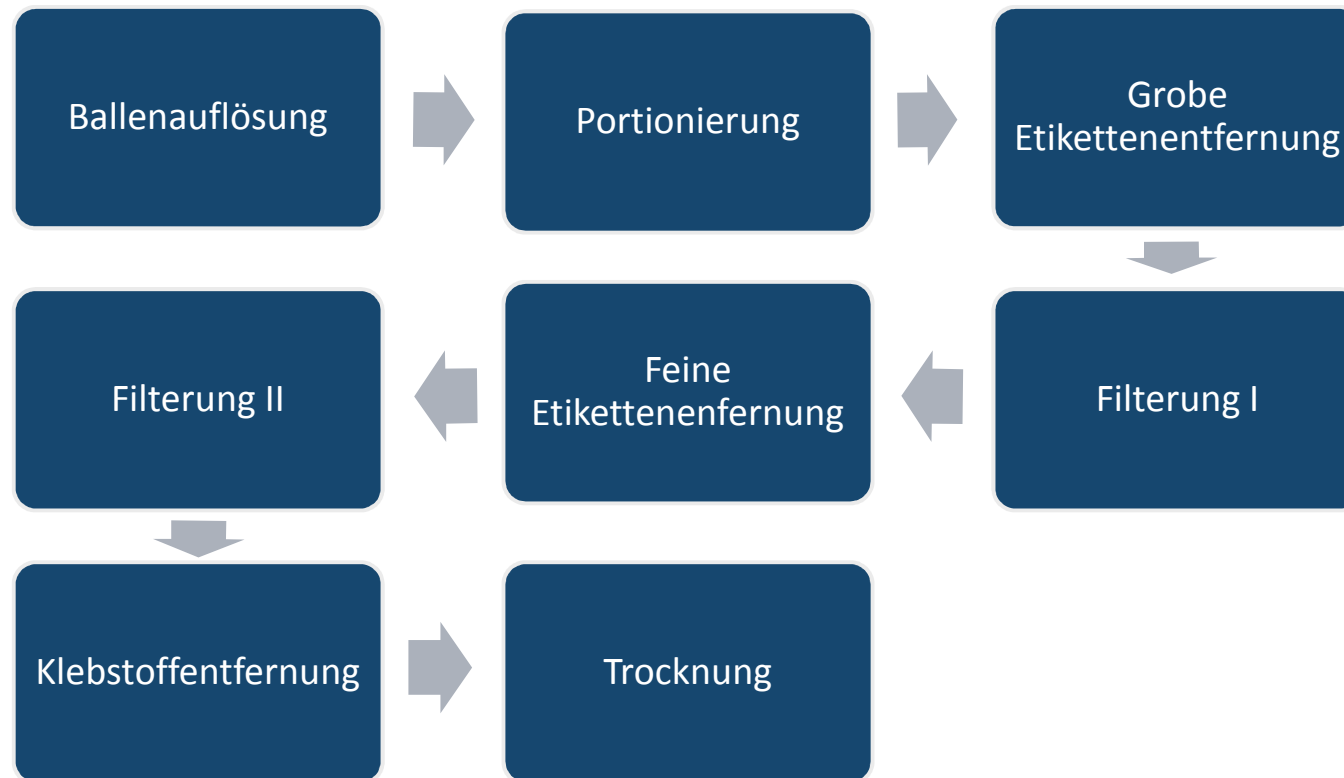 Ballenauflösung
Portionierung
Grobe
Etikettenentfernung
Filterung I
Feine
Etikettenenfernung
Filterung II
Klebstoffentfernung
Trocknung